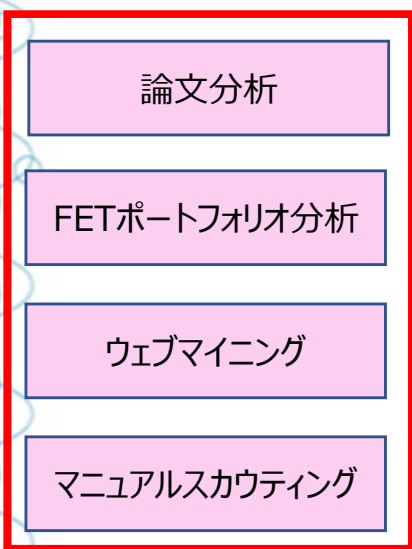 論文分析
FETポートフォリオ分析
ウェブマイニング
マニュアルスカウティング